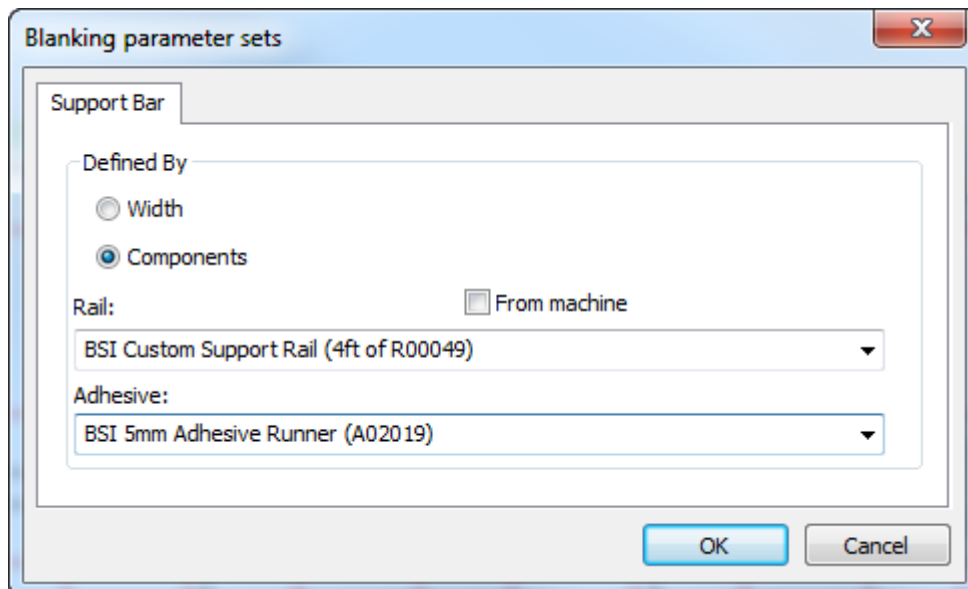 Blanking parameter sets
Support Bar
Defined By
Width
Components
Rail:
From machine
BSI Custom Support Rail (4ft of R00049)
Adhesive:
BSI 5mm Adhesive Runner (A02019)
OK
Cancel